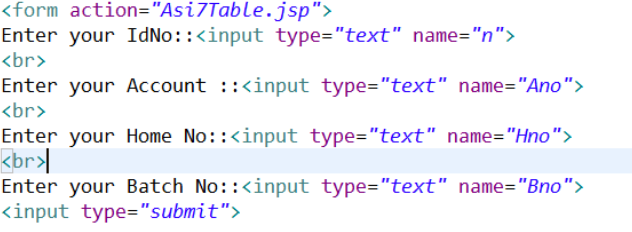 <form action="Asi7Table.jsp">
Enter your IdNo::<input type="text" name="n">
<br>
Enter your Account ::<input type="text" name="Ano">
<br>
Enter your Home No::<input type="text" name="Hno">
<br>
Enter your Batch No::<input type="text" name="Bno">
<input type="submit">